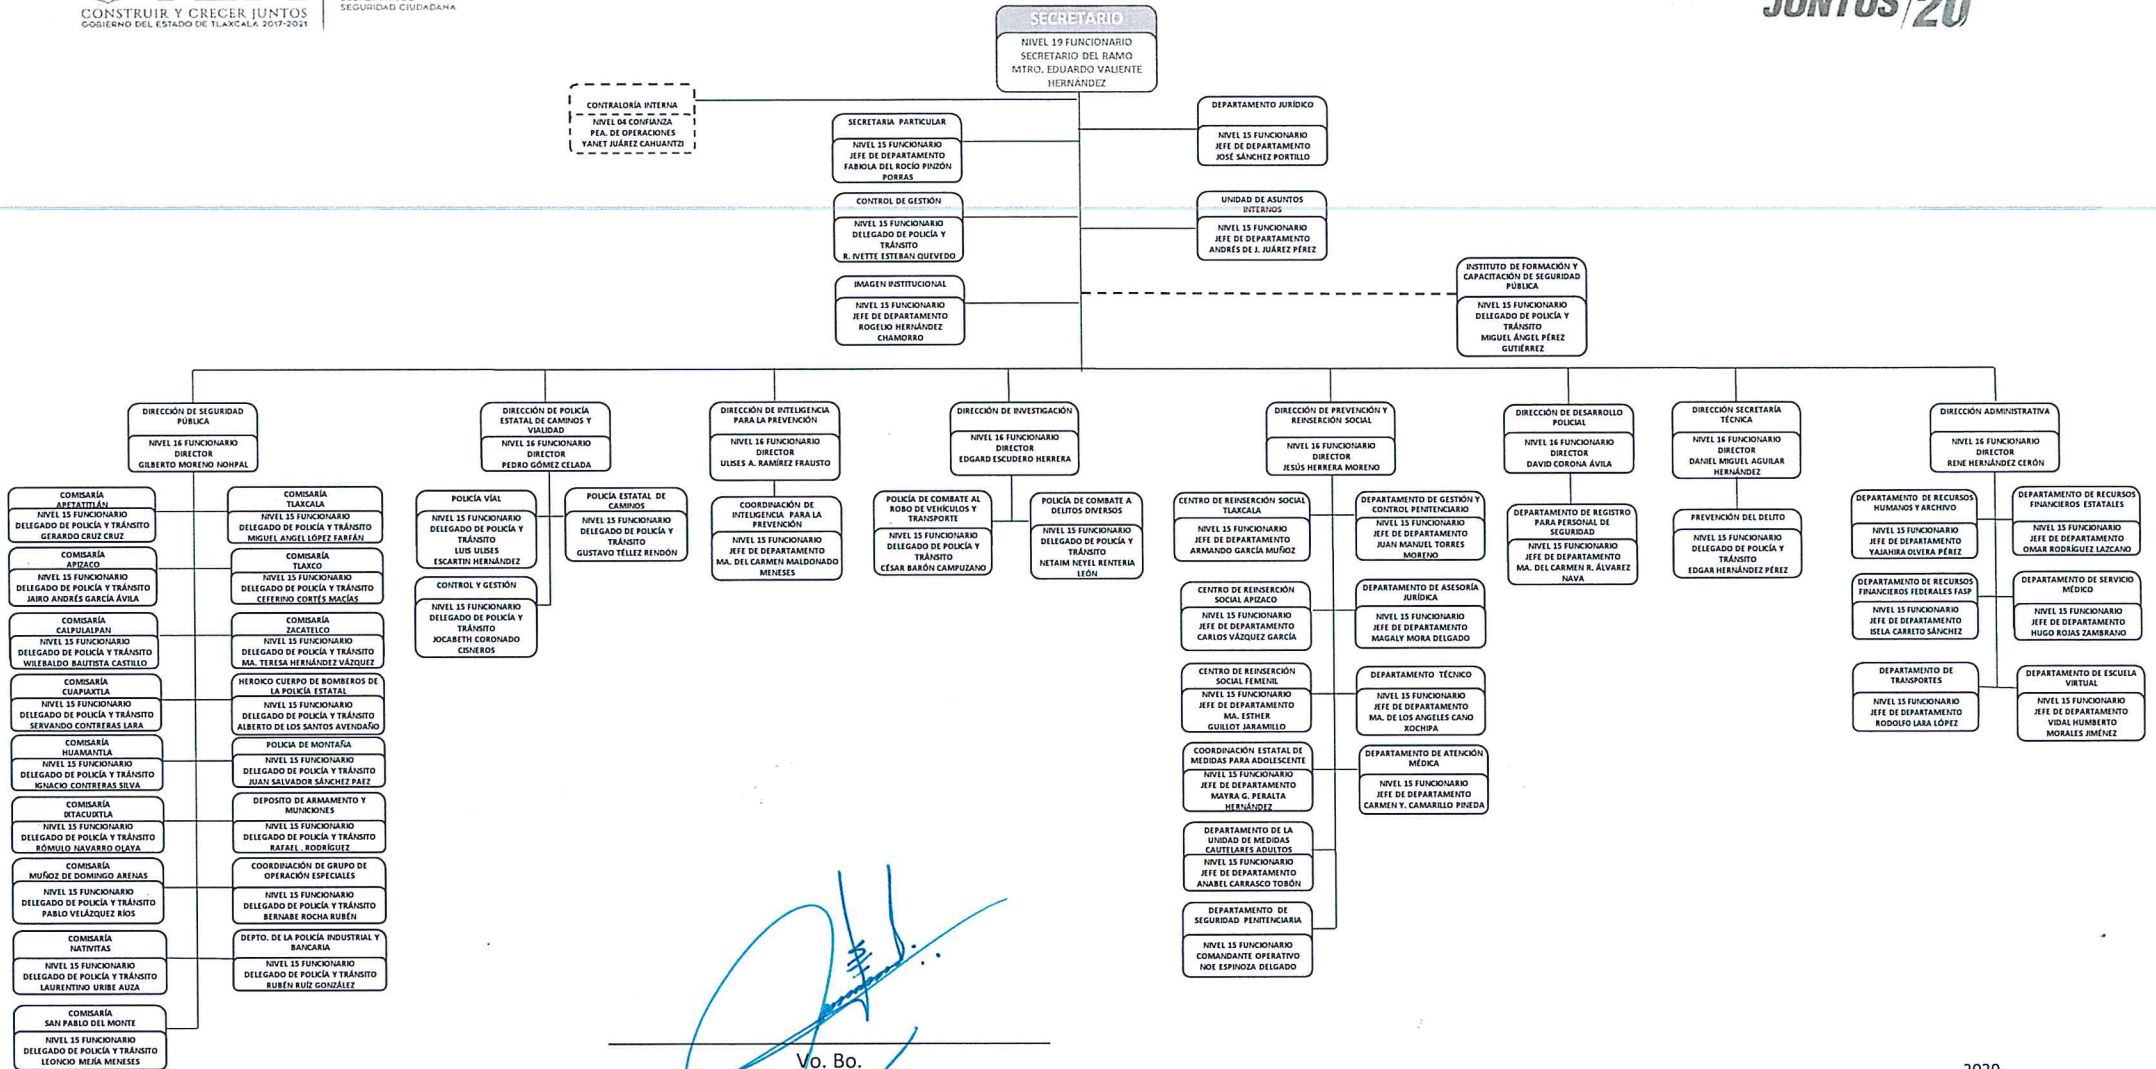 CONSTRUIR Y CRECER JUNTOS
GOBIERNO DEL ESTADO DE TLAXCALA 2017-2021
SEGURIDAD CIUDADANA
JUNTOS/20
SECRETARIO
NIVEL 19 FUNCIONARIO
SECRETARIO DEL RAMO
MTRO. EDUARDO VALIENTE
HERNÁNDEZ
CONTRALORÍA INTERNA
NIVEL 04 CONFIANZA
PEA. DE OPERACIONES
YANET JUÁREZ CAHUANTZI
SECRETARIA PARTICULAR
NIVEL 15 FUNCIONARIO
JEFE DE DEPARTAMENTO
FABIOLA DEL ROCÍO PINZÓN
PORRAS
DEPARTAMENTO JURÍDICO
NIVEL 15 FUNCIONARIO
JEFE DE DEPARTAMENTO
JOSÉ SÁNCHEZ PORTILLO
CONTROL DE GESTIÓN
NIVEL 15 FUNCIONARIO
DELEGADO DE POLICÍA Y
TRÁNSITO
R. IVETTE ESTEBAN QUEVEDO
UNIDAD DE ASUNTOS
INTERNOS
NIVEL 15 FUNCIONARIO
JEFE DE DEPARTAMENTO
ANDRÉS DE J. JUÁREZ PÉREZ
IMAGEN INSTITUCIONAL
NIVEL 15 FUNCIONARIO
JEFE DE DEPARTAMENTO
ROGELIO HERNÁNDEZ
CHAMORRO
INSTITUTO DE FORMACIÓN Y
CAPACITACIÓN DE SEGURIDAD
PÚBLICA
NIVEL 15 FUNCIONARIO
DELEGADO DE POLICÍA Y
TRÁNSITO
MIGUEL ÁNGEL PÉREZ
GUTIÉRREZ
DIRECCIÓN DE SEGURIDAD
PÚBLICA
NIVEL 16 FUNCIONARIO
DIRECTOR
GILBERTO MORENO NOHPAL
COMISARÍA
APETATITLÁN
NIVEL 15 FUNCIONARIO
DELEGADO DE POLICÍA Y TRÁNSITO
GERARDO CRUZ CRUZ
COMISARÍA
TLAXCALA
NIVEL 15 FUNCIONARIO
DELEGADO DE POLICÍA Y TRÁNSITO
MIGUEL ANGEL LÓPEZ FARFÁN
COMISARÍA
APIZACO
NIVEL 15 FUNCIONARIO
DELEGADO DE POLICÍA Y TRÁNSITO
JAIRO ANDRÉS GARCÍA ÁVILA
COMISARÍA
TLAXCO
NIVEL 15 FUNCIONARIO
DELEGADO DE POLICÍA Y TRÁNSITO
CEFERINO CORTÉS MACÍAS
COMISARÍA
CALPULALPAN
NIVEL 15 FUNCIONARIO
DELEGADO DE POLICÍA Y TRÁNSITO
WILEBALDO BAUTISTA CASTILLO
COMISARÍA
ZACATELCO
NIVEL 15 FUNCIONARIO
DELEGADO DE POLICÍA Y TRÁNSITO
MA. TERESA HERNÁNDEZ VÁZQUEZ
COMISARÍA
CUAPIAXTLA
NIVEL 15 FUNCIONARIO
DELEGADO DE POLICÍA Y TRÁNSITO
SERVANDO CONTRERAS LARA
HEROICO CUERPO DE BOMBEROS DE
LA POLICÍA ESTATAL
NIVEL 15 FUNCIONARIO
DELEGADO DE POLICÍA Y TRÁNSITO
ALBERTO DE LOS SANTOS AVENDAÑO
COMISARÍA
HUAMANTLA
NIVEL 15 FUNCIONARIO
DELEGADO DE POLICÍA Y TRÁNSITO
IGNACIO CONTRERAS SILVA
POLICIA DE MONTAÑA
NIVEL 15 FUNCIONARIO
DELEGADO DE POLICÍA Y TRÁNSITO
JUAN SALVADOR SÁNCHEZ PAEZ
COMISARÍA
IXTACUIXTLA
NIVEL 15 FUNCIONARIO
DELEGADO DE POLICÍA Y TRÁNSITO
RÓMULO NAVARRO OLAYA
DEPOSITO DE ARMAMENTO Y
MUNICIONES
NIVEL 15 FUNCIONARIO
DELEGADO DE POLICÍA Y TRÁNSITO
RAFAEL . RODRÍGUEZ
COMISARÍA
MUÑOZ DE DOMINGO ARENAS
NIVEL 15 FUNCIONARIO
DELEGADO DE POLICÍA Y TRÁNSITO
PABLO VELÁZQUEZ RÍOS
COORDINACIÓN DE GRUPO DE
OPERACIÓN ESPECIALES
NIVEL 15 FUNCIONARIO
DELEGADO DE POLICÍA Y TRÁNSITO
BERNABE ROCHA RUBÉN
COMISARÍA
NATIVITAS
NIVEL 15 FUNCIONARIO
DELEGADO DE POLICÍA Y TRÁNSITO
LAURENTINO URIBE AUZA
DEPTO. DE LA POLICÍA INDUSTRIAL Y
BANCARIA
NIVEL 15 FUNCIONARIO
DELEGADO DE POLICÍA Y TRÁNSITO
RUBÉN RUÍZ GONZÁLEZ
COMISARÍA
SAN PABLO DEL MONTE
NIVEL 15 FUNCIONARIO
DELEGADO DE POLICÍA Y TRÁNSITO
LEONCIO MEJÍA MENESES
DIRECCIÓN DE POLICÍA
ESTATAL DE CAMINOS Y
VIALIDAD
NIVEL 16 FUNCIONARIO
DIRECTOR
PEDRO GÓMEZ CELADA
POLICÍA VÍAL
NIVEL 15 FUNCIONARIO
DELEGADO DE POLICÍA Y
TRÁNSITO
LUIS ULISES
ESCARTIN HERNÁNDEZ
POLICÍA ESTATAL DE
CAMINOS
NIVEL 15 FUNCIONARIO
DELEGADO DE POLICÍA Y
TRÁNSITO
GUSTAVO TÉLLEZ RENDÓN
CONTROL Y GESTIÓN
NIVEL 15 FUNCIONARIO
DELEGADO DE POLICÍA Y
TRÁNSITO
JOCABETH CORONADO
CISNEROS
DIRECCIÓN DE INTELIGENCIA
PARA LA PREVENCIÓN
NIVEL 16 FUNCIONARIO
DIRECTOR
ULISES A. RAMÍREZ FRAUSTO
COORDINACIÓN DE
INTELIGENCIA PARA LA
PREVENCIÓN
NIVEL 15 FUNCIONARIO
JEFE DE DEPARTAMENTO
MA. DEL CARMEN MALDONADO
MENESES
DIRECCIÓN DE INVESTIGACIÓN
NIVEL 16 FUNCIONARIO
DIRECTOR
EDGARD ESCUDERO HERRERA
POLICÍA DE COMBATE AL
ROBO DE VEHÍCULOS Y
TRANSPORTE
NIVEL 15 FUNCIONARIO
DELEGADO DE POLICÍA Y
TRÁNSITO
CÉSAR BARÓN CAMPUZANO
POLICÍA DE COMBATE A
DELITOS DIVERSOS
NIVEL 15 FUNCIONARIO
DELEGADO DE POLICÍA Y
TRÁNSITO
NETAIM NEYEL RENTERIA
LEÓN
DIRECCIÓN DE PREVENCIÓN Y
REINSERCIÓN SOCIAL
NIVEL 16 FUNCIONARIO
DIRECTOR
JESÚS HERRERA MORENO
CENTRO DE REINSERCIÓN SOCIAL
TLAXCALA
NIVEL 15 FUNCIONARIO
JEFE DE DEPARTAMENTO
ARMANDO GARCÍA MUÑOZ
DEPARTAMENTO DE GESTIÓN Y
CONTROL PENITENCIARIO
NIVEL 15 FUNCIONARIO
JEFE DE DEPARTAMENTO
JUAN MANUEL TORRES
MORENO
CENTRO DE REINSERCIÓN
SOCIAL APIZACO
NIVEL 15 FUNCIONARIO
JEFE DE DEPARTAMENTO
CARLOS VÁZQUEZ GARCÍA
DEPARTAMENTO DE ASESORÍA
JURÍDICA
NIVEL 15 FUNCIONARIO
JEFE DE DEPARTAMENTO
MAGALY MORA DELGADO
CENTRO DE REINSERCIÓN
SOCIAL FEMENIL
NIVEL 15 FUNCIONARIO
JEFE DE DEPARTAMENTO
MA. ESTHER
GUILLOT JARAMILLO
DEPARTAMENTO TÉCNICO
NIVEL 15 FUNCIONARIO
JEFE DE DEPARTAMENTO
MA. DE LOS ANGELES CANO
XOCHIPA
COORDINACIÓN ESTATAL DE
MEDIDAS PARA ADOLESCENTE
NIVEL 15 FUNCIONARIO
JEFE DE DEPARTAMENTO
MAYRA G. PERALTA
HERNÁNDEZ
DEPARTAMENTO DE ATENCIÓN
MÉDICA
NIVEL 15 FUNCIONARIO
JEFE DE DEPARTAMENTO
CARMEN Y. CAMARILLO PINEDA
DEPARTAMENTO DE LA
UNIDAD DE MEDIDAS
CAUTELARES ADULTOS
NIVEL 15 FUNCIONARIO
JEFE DE DEPARTAMENTO
ANABEL CARRASCO TOBÓN
DEPARTAMENTO DE
SEGURIDAD PENITENCIARIA
NIVEL 15 FUNCIONARIO
COMANDANTE OPERATIVO
NOE ESPINOZA DELGADO
DIRECCIÓN DE DESARROLLO
POLICIAL
NIVEL 16 FUNCIONARIO
DIRECTOR
DAVID CORONA ÁVILA
DEPARTAMENTO DE REGISTRO
PARA PERSONAL DE
SEGURIDAD
NIVEL 15 FUNCIONARIO
JEFE DE DEPARTAMENTO
MA. DEL CARMEN R. ÁLVAREZ
NAVA
DIRECCIÓN SECRETARÍA
TÉCNICA
NIVEL 16 FUNCIONARIO
DIRECTOR
DANIEL MIGUEL AGUILAR
HERNÁNDEZ
PREVENCIÓN DEL DELITO
NIVEL 15 FUNCIONARIO
DELEGADO DE POLICÍA Y
TRÁNSITO
EDGAR HERNÁNDEZ PÉREZ
DIRECCIÓN ADMINISTRATIVA
NIVEL 16 FUNCIONARIO
DIRECTOR
RENE HERNÁNDEZ CERÓN
DEPARTAMENTO DE RECURSOS
HUMANOS Y ARCHIVO
NIVEL 15 FUNCIONARIO
JEFE DE DEPARTAMENTO
YAJAHIRA OLVERA PÉREZ
DEPARTAMENTO DE RECURSOS
FINANCIEROS ESTATALES
NIVEL 15 FUNCIONARIO
JEFE DE DEPARTAMENTO
OMAR RODRÍGUEZ LAZCANO
DEPARTAMENTO DE RECURSOS
FINANCIEROS FEDERALES FASP
NIVEL 15 FUNCIONARIO
JEFE DE DEPARTAMENTO
ISELA CARRETO SÁNCHEZ
DEPARTAMENTO DE SERVICIO
MÉDICO
NIVEL 15 FUNCIONARIO
JEFE DE DEPARTAMENTO
HUGO ROJAS ZAMBRANO
DEPARTAMENTO DE
TRANSPORTES
NIVEL 15 FUNCIONARIO
JEFE DE DEPARTAMENTO
RODOLFO LARA LÓPEZ
DEPARTAMENTO DE ESCUELA
VIRTUAL
NIVEL 15 FUNCIONARIO
JEFE DE DEPARTAMENTO
VIDAL HUMBERTO
MORALES JIMÉNEZ
Vo. Bo.
2020